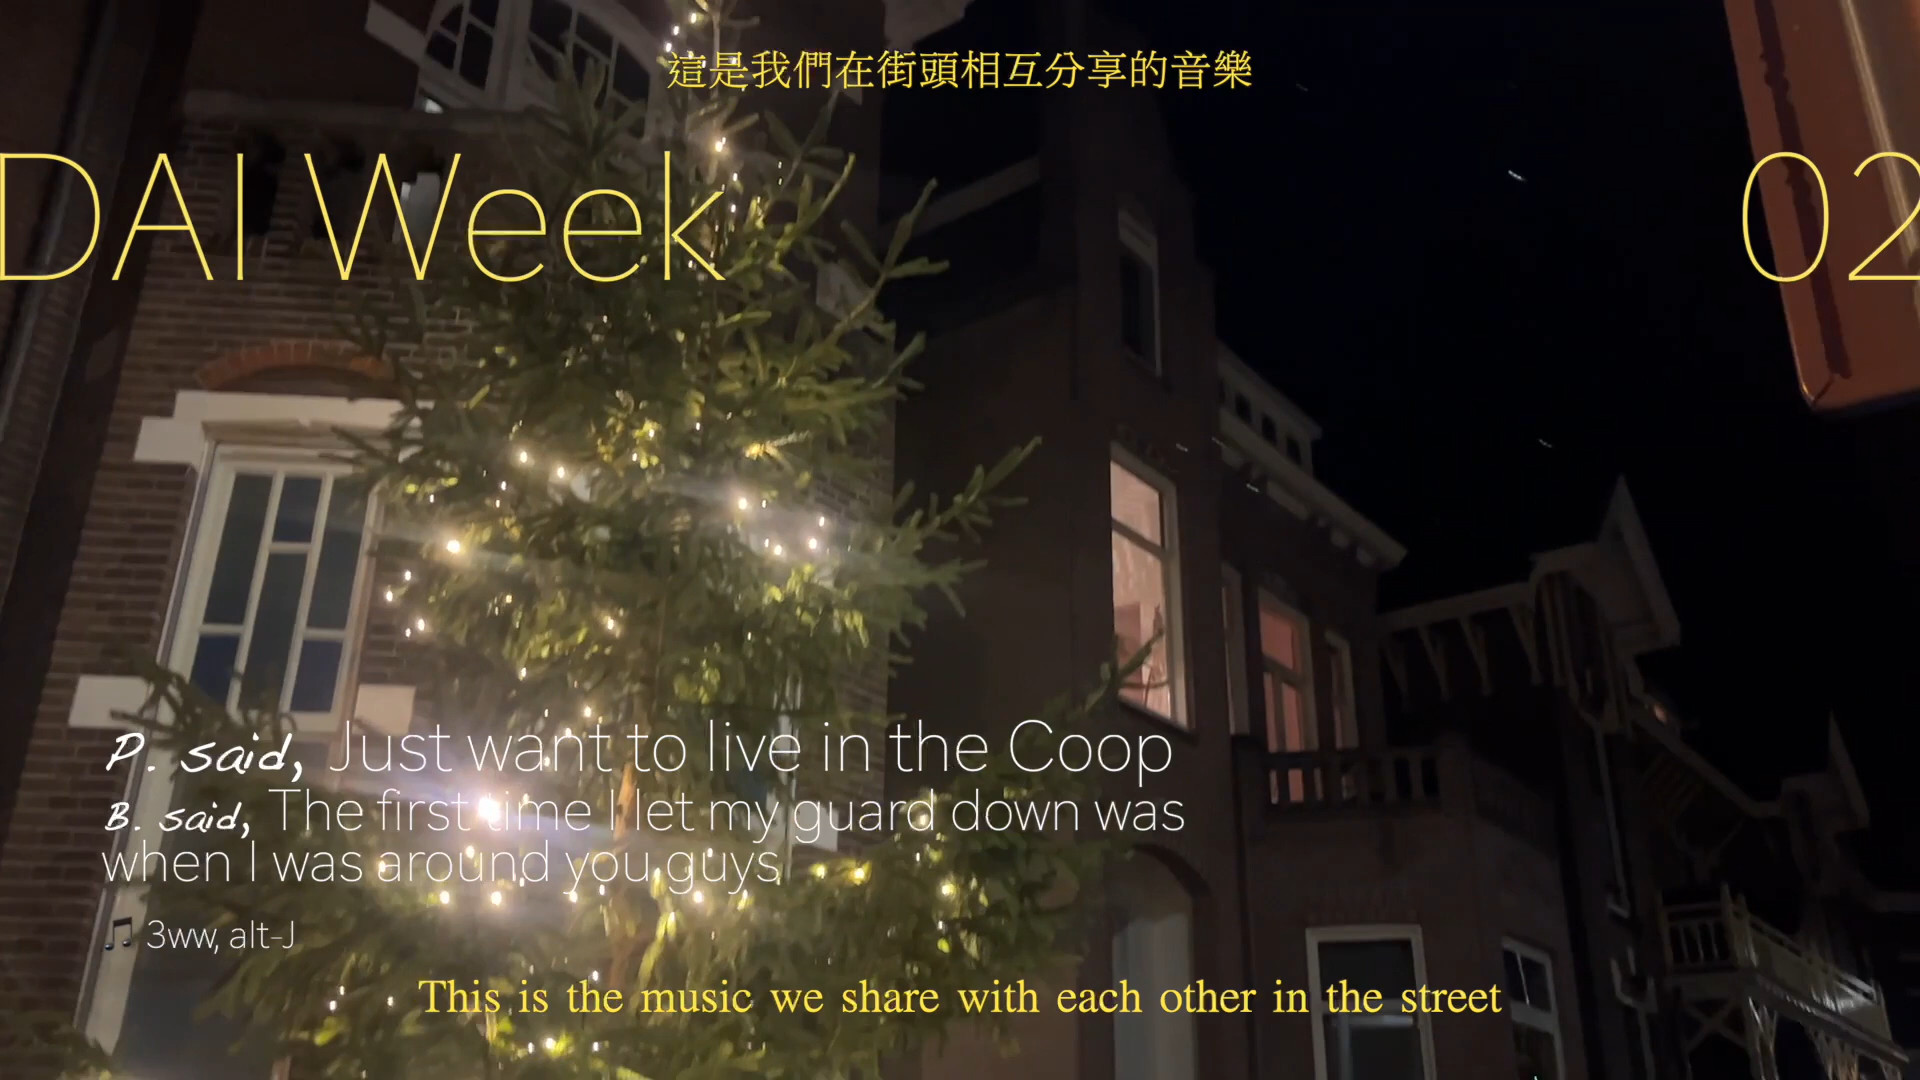 這是我們在街頭相互分享的音樂
DAI Week 02
P. said, Just want to live in the Coop
B. said, The first time I let my guard down was
when I was around you guys
🎵 3ww, alt-J
This is the music we share with each other in the street